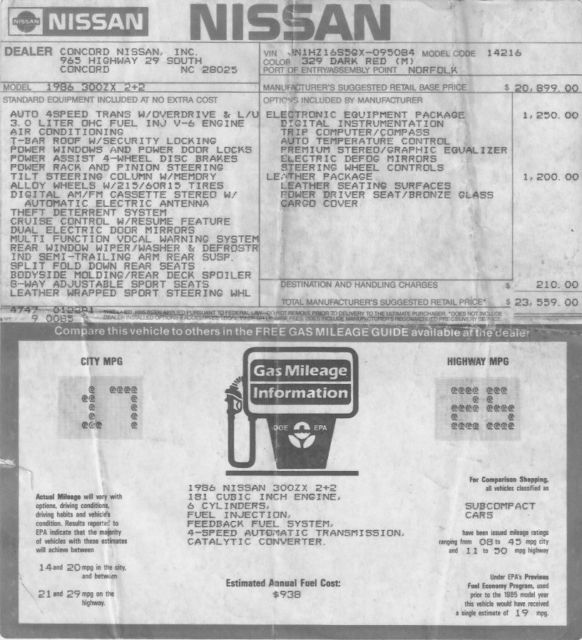 NISSAN NISSAN
DEALER CONCORD NISSAN, INC.
965 HIGHWAY 29 SOUTH
CONCORD NC 28025
VIN JN1HZ16S5GX-095084 MODEL CODE 14216
COLOR 329 DARK RED (M)
PORT OF ENTRY/ASSEMBLY POINT NORFOLK
MODEL 1986 300ZX 2+2
MANUFACTURER'S SUGGESTED RETAIL BASE PRICE $ 20,899.00
STANDARD EQUIPMENT INCLUDED AT NO EXTRA COST
AUTO 4SPEED TRANS W/OVERDRIVE & L/U
3.0 LITER OHC FUEL INJ V-6 ENGINE
AIR CONDITIONING
T-BAR ROOF W/SECURITY LOCKING
POWER WINDOWS AND POWER DOOR LOCKS
POWER ASSIST 4-WHEEL DISC BRAKES
POWER RACK AND PINION STEERING
TILT STEERING COLUMN W/MEMORY
ALLOY WHEELS W/215/60R15 TIRES
DIGITAL AM/FM CASSETTE STEREO W/
AUTOMATIC ELECTRIC ANTENNA
THEFT DETERRENT SYSTEM
CRUISE CONTROL W/RESUME FEATURE
DUAL ELECTRIC DOOR MIRRORS
MULTI FUNCTION VOCAL WARNING SYSTEM
REAR WINDOW WIPER/WASHER & DEFROSTR
IND SEMI-TRAILING ARM REAR SUSP.
SPLIT FOLD DOWN REAR SEATS
BODYSIDE MOLDING/REAR DECK SPOILER
8-WAY ADJUSTABLE SPORT SEATS
LEATHER WRAPPED SPORT STEERING WHL
OPTIONS INCLUDED BY MANUFACTURER
ELECTRONIC EQUIPMENT PACKAGE 1,250.00
DIGITAL INSTRUMENTATION
TRIP COMPUTER/COMPASS
AUTO TEMPERATURE CONTROL
PREMIUM STEREO/GRAPHIC EQUALIZER
ELECTRIC DEFOG MIRRORS
STEERING WHEEL CONTROLS
LEATHER PACKAGE 1,200.00
LEATHER SEATING SURFACES
POWER DRIVER SEAT/BRONZE GLASS
CARGO COVER
DESTINATION AND HANDLING CHARGES $ 210.00
TOTAL MANUFACTURER'S SUGGESTED RETAIL PRICE* $ 23,559.00
Compare this vehicle to others in the FREE GAS MILEAGE GUIDE available at the dealer
CITY MPG
17
Gas Mileage
Information
DOE EPA
HIGHWAY MPG
25
1986 NISSAN 300ZX 2+2
181 CUBIC INCH ENGINE,
6 CYLINDERS,
FUEL INJECTION,
FEEDBACK FUEL SYSTEM,
4-SPEED AUTOMATIC TRANSMISSION,
CATALYTIC CONVERTER.
Actual Mileage will vary with
options, driving conditions,
driving habits and vehicle's
condition. Results reported to
EPA indicate that the majority
of vehicles with these estimates
will achieve between
14 and 20 mpg in the city,
and between
21 and 29 mpg on the
highway.
Estimated Annual Fuel Cost:
$938
For Comparison Shopping,
all vehicles classified as
SUBCOMPACT
CARS
have been issued mileage ratings
ranging from 08 to 45 mpg city
and 11 to 50 mpg highway
Under EPA's Previous
Fuel Economy Program, used
prior to the 1985 model year
this vehicle would have received
a single estimate of 19 mpg.